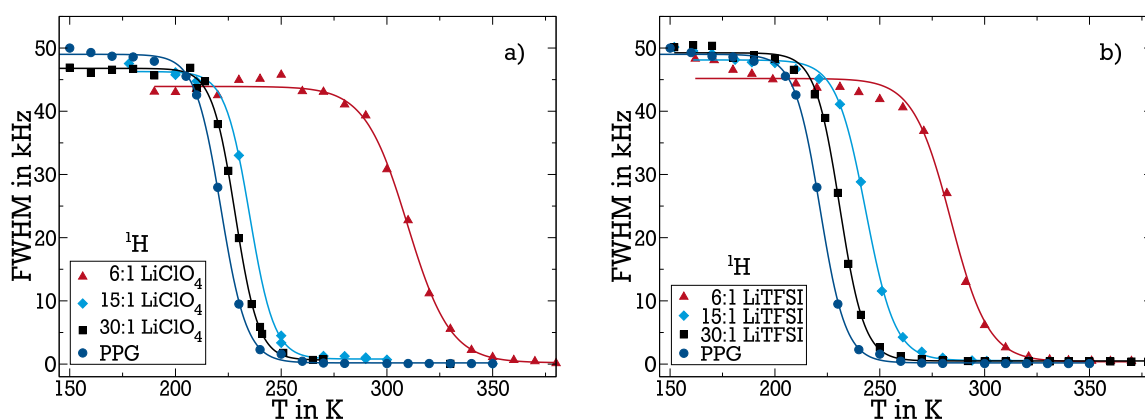 a)
50
40
30
20
10
0
FWHM in kHz
¹H
6:1 LiClO₄
15:1 LiClO₄
30:1 LiClO₄
PPG
150 200 250 300 350
T in K
b)
50
40
30
20
10
0
FWHM in kHz
¹H
6:1 LiTFSI
15:1 LiTFSI
30:1 LiTFSI
PPG
150 200 250 300 350
T in K